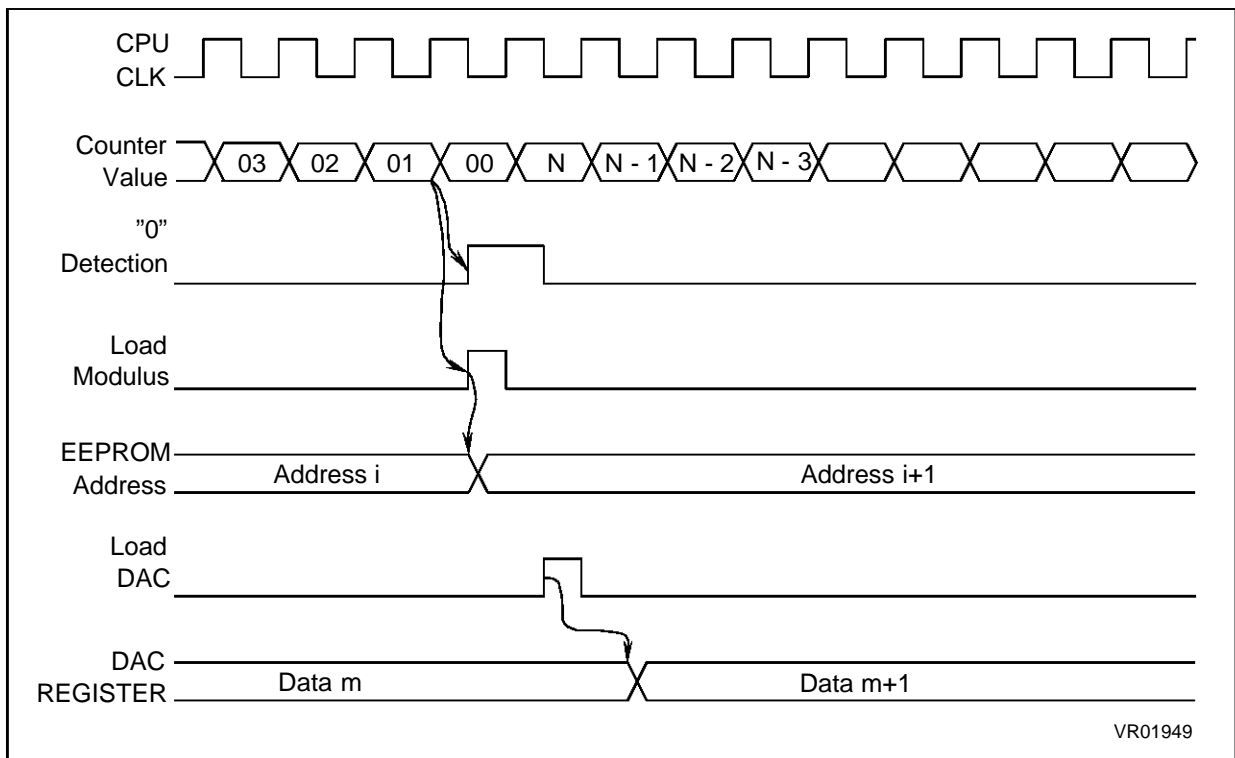 CPU
CLK
Counter
Value
03 02 01 00 N N - 1 N - 2 N - 3
”0”
Detection
Load
Modulus
EEPROM
Address
Address i Address i+1
Load
DAC
DAC
REGISTER
Data m Data m+1
VR01949